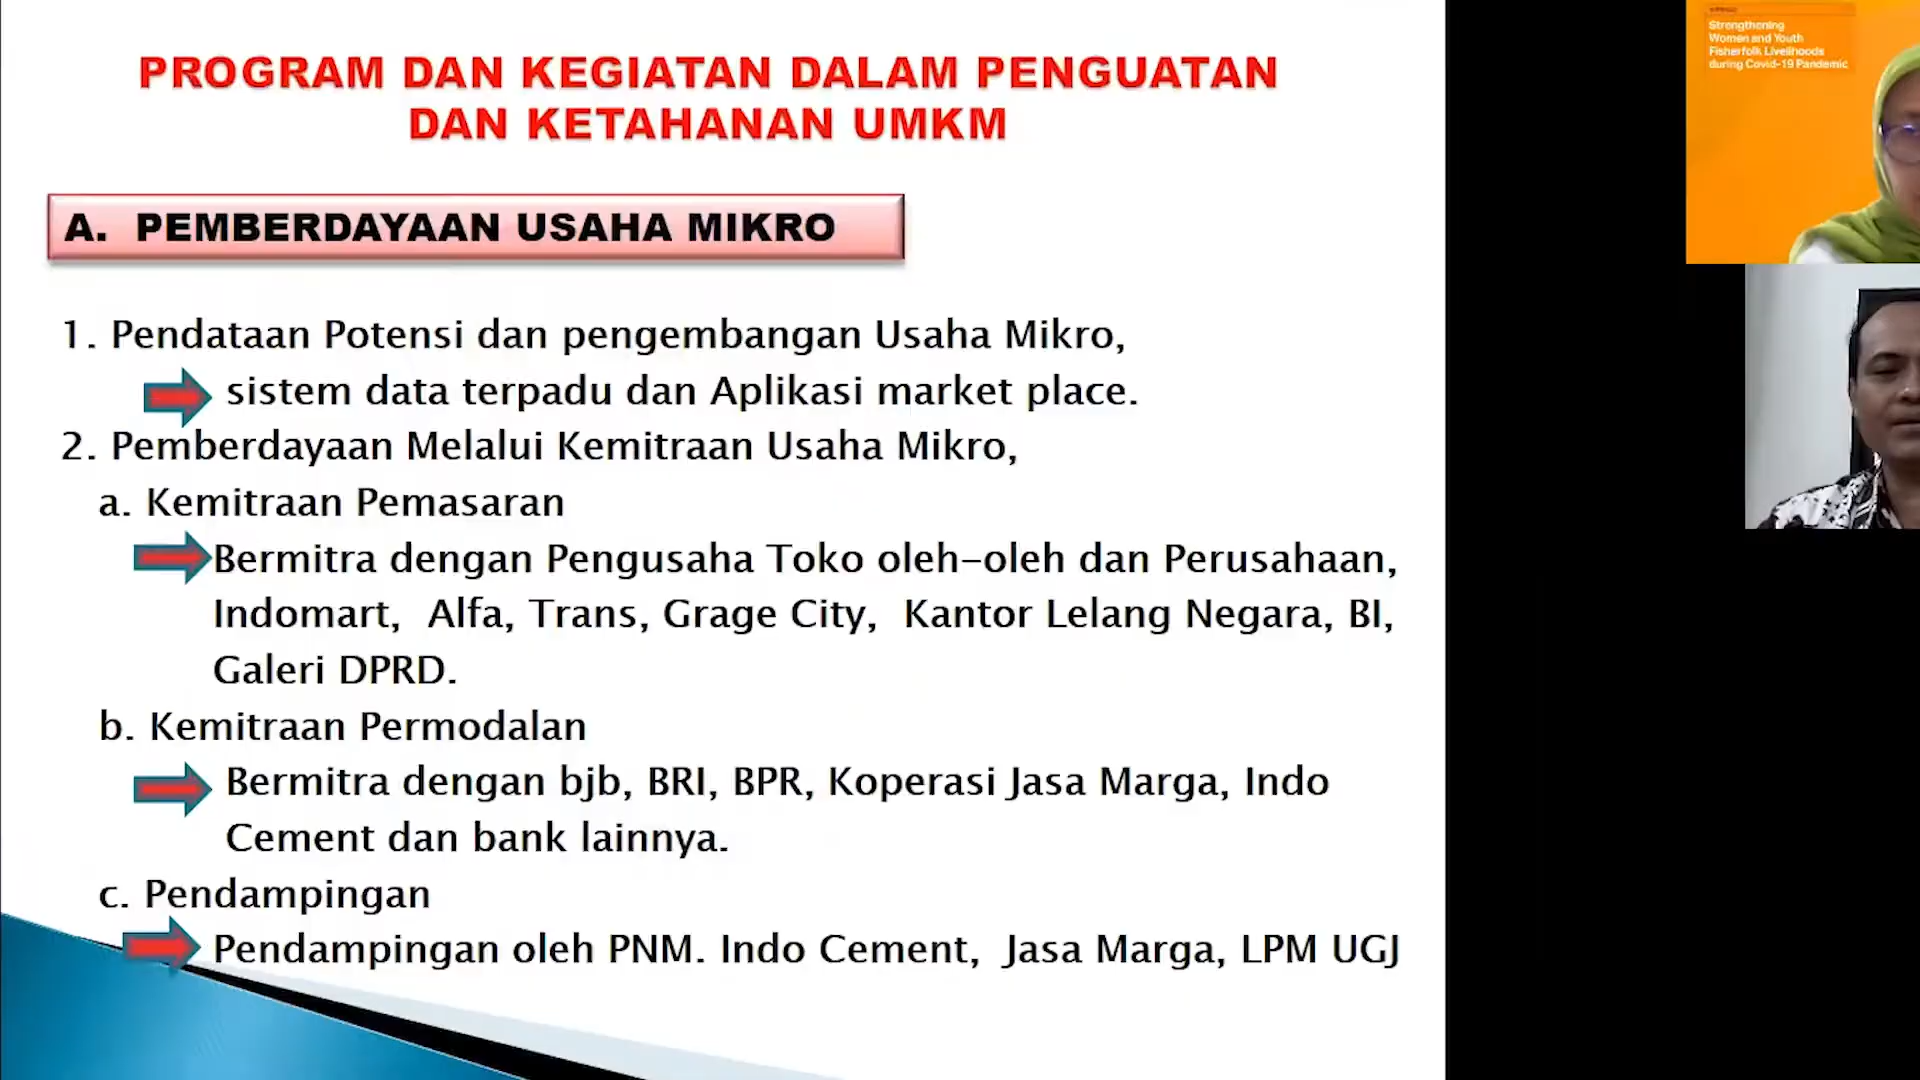 PROGRAM DAN KEGIATAN DALAM PENGUATAN
DAN KETAHANAN UMKM
A. PEMBERDAYAAN USAHA MIKRO
1. Pendataan Potensi dan pengembangan Usaha Mikro,
sistem data terpadu dan Aplikasi market place.
2. Pemberdayaan Melalui Kemitraan Usaha Mikro,
a. Kemitraan Pemasaran
Bermitra dengan Pengusaha Toko oleh-oleh dan Perusahaan,
Indomart, Alfa, Trans, Grage City, Kantor Lelang Negara, BI,
Galeri DPRD.
b. Kemitraan Permodalan
Bermitra dengan bjb, BRI, BPR, Koperasi Jasa Marga, Indo
Cement dan bank lainnya.
c. Pendampingan
Pendampingan oleh PNM. Indo Cement, Jasa Marga, LPM UGJ
Strengthening
Women and Youth
Fisherfolk Livelihoods
during Covid-19 Pandemic